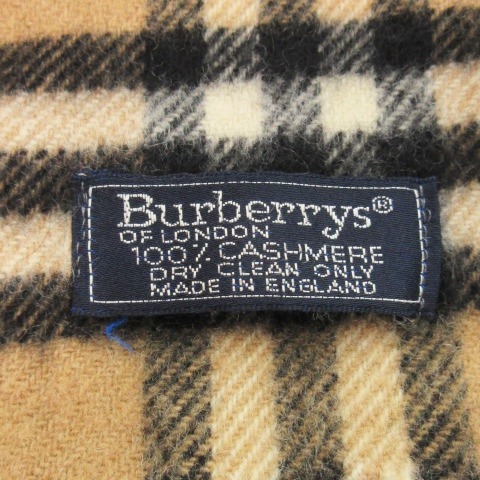 Burberrys®
OF LONDON
100% CASHMERE
DRY CLEAN ONLY
MADE IN ENGLAND